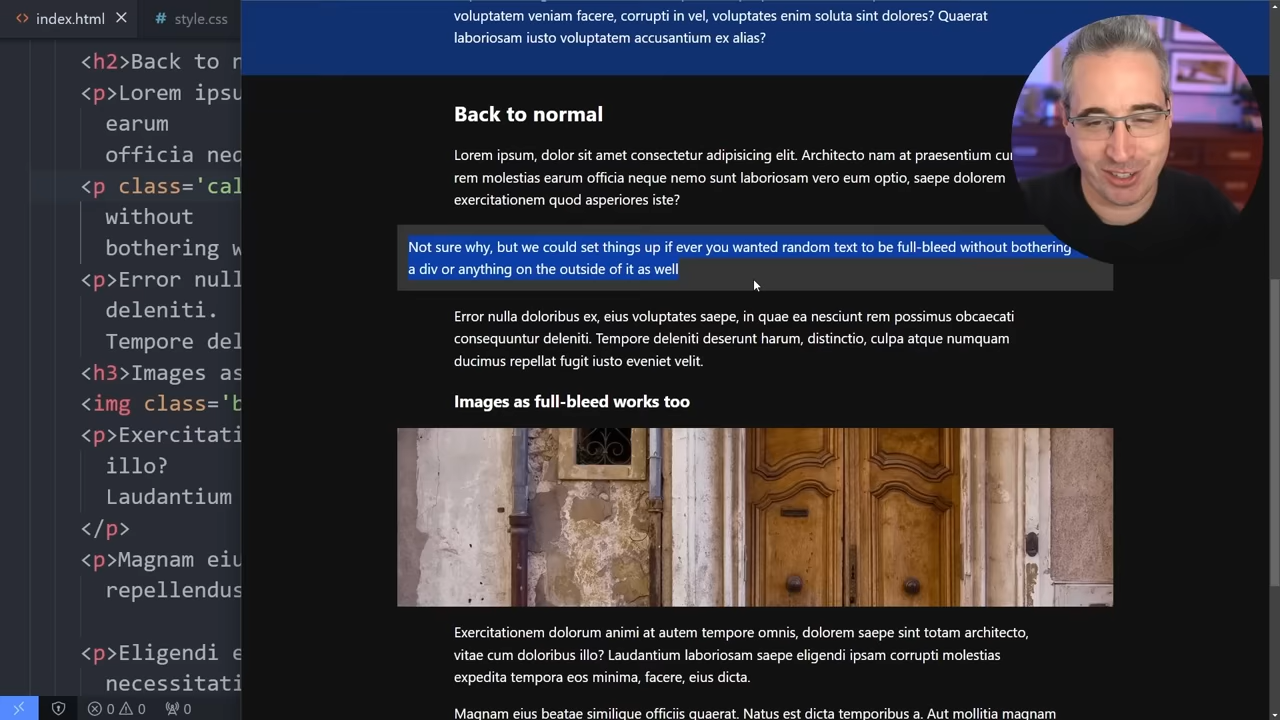 index.html
style.css
<h2>Back to n
<p>Lorem ipsu
earum
officia neq
<p class='cal
without
bothering w
<p>Error null
deleniti.
Tempore del
<h3>Images as
<img class='b
<p>Exercitati
illo?
Laudantium
</p>
<p>Magnam eiu
repellendus
<p>Eligendi e
necessitati
0 0 0
voluptatem veniam facere, corrupti in vel, voluptates enim soluta sint dolores? Quaerat
laboriosam iusto voluptatem accusantium ex alias?
Back to normal
Lorem ipsum, dolor sit amet consectetur adipisicing elit. Architecto nam at praesentium cu
rem molestias earum officia neque nemo sunt laboriosam vero eum optio, saepe dolorem
exercitationem quod asperiores iste?
Not sure why, but we could set things up if ever you wanted random text to be full-bleed without bothering
a div or anything on the outside of it as well
Error nulla doloribus ex, eius voluptates saepe, in quae ea nesciunt rem possimus obcaecati
consequuntur deleniti. Tempore deleniti deserunt harum, distinctio, culpa atque numquam
ducimus repellat fugit iusto eveniet velit.
Images as full-bleed works too
Exercitationem dolorum animi at autem tempore omnis, dolorem saepe sint totam architecto,
vitae cum doloribus illo? Laudantium laboriosam saepe eligendi ipsam corrupti molestias
expedita tempora eos minima, facere, eius dicta.
Magnam eius beatae similique officiis quaerat. Natus est dicta temporibus a. Aut mollitia magnam